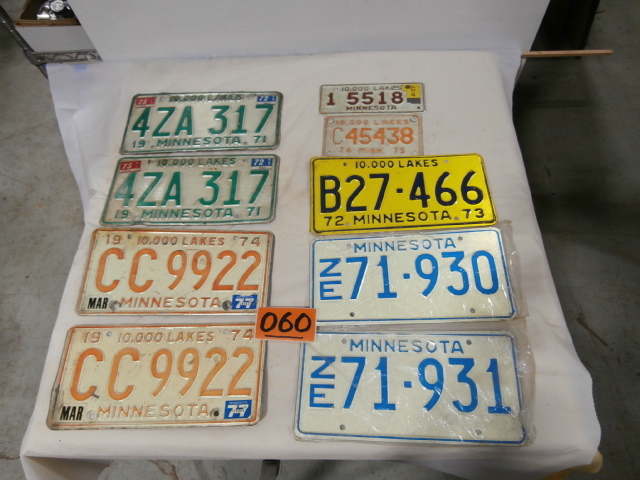 73 10,000 LAKES 72
4ZA 317
19 MINNESOTA 71
73 10,000 LAKES 72
4ZA 317
19 MINNESOTA 71
19 10,000 LAKES 74
CC 9922
MAR MINNESOTA 77
19 10,000 LAKES 74
CC 9922
MAR MINNESOTA 77
060
10,000 LAKES
1 5518
MINNESOTA
10,000 LAKES
C45438
74 MINN. 75
10,000 LAKES
B27-466
72 MINNESOTA 73
MINNESOTA
ZE 71-930
MINNESOTA
ZE 71-931